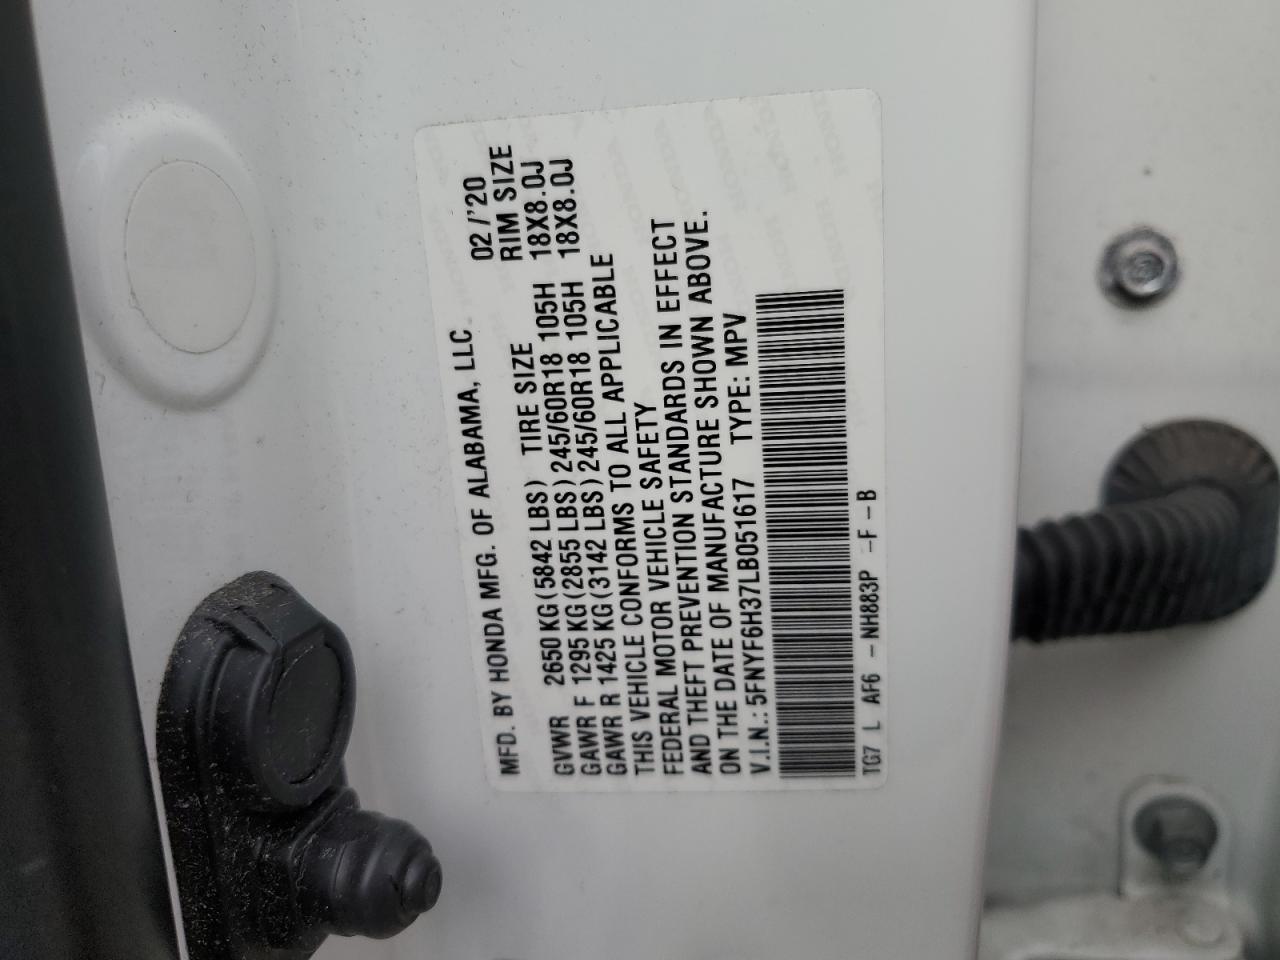 MFD. BY HONDA MFG. OF ALABAMA, LLC 02/'20
TIRE SIZE RIM SIZE
GVWR 2650 KG(5842 LBS)
GAWR F 1295 KG(2855 LBS)245/60R18 105H 18X8.0J
GAWR R 1425 KG(3142 LBS)245/60R18 105H 18X8.0J
THIS VEHICLE CONFORMS TO ALL APPLICABLE
FEDERAL MOTOR VEHICLE SAFETY
AND THEFT PREVENTION STANDARDS IN EFFECT
ON THE DATE OF MANUFACTURE SHOWN ABOVE.
V.I.N.: 5FNYF6H37LB051617 TYPE: MPV
TG7 L AF6 -NH883P -F-B